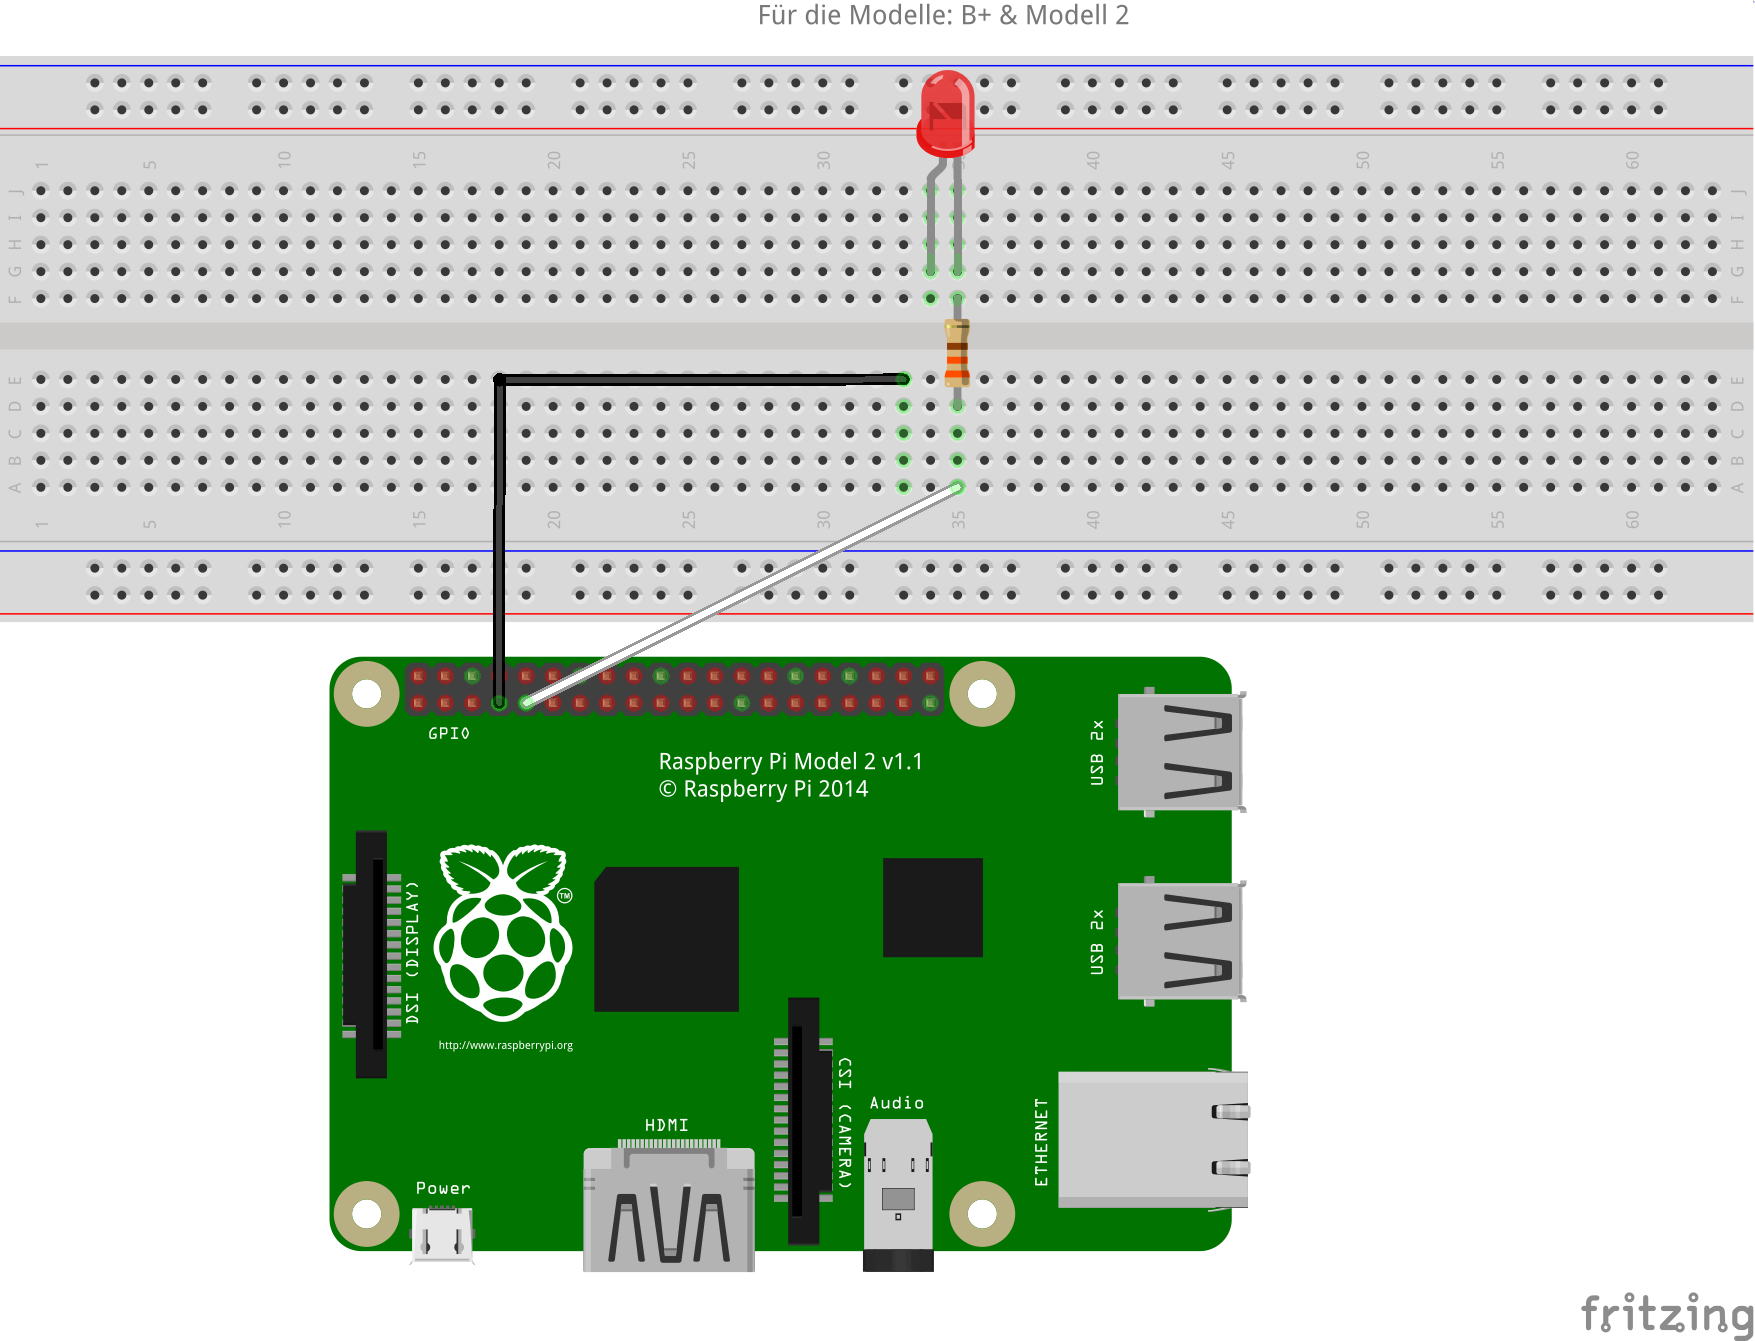 Für die Modelle: B+ & Modell 2
1 5 10 15 20 25 30 35 40 45 50 55 60
J J
I I
H H
G G
F F
E E
D D
C C
B B
A A
1 5 10 15 20 25 30 35 40 45 50 55 60
GPIO
Raspberry Pi Model 2 v1.1
© Raspberry Pi 2014
USB 2x
USB 2x
DSI (DISPLAY)
TM
http://www.raspberrypi.org
CSI (CAMERA)
Audio
ETHERNET
HDMI
Power
fritzing